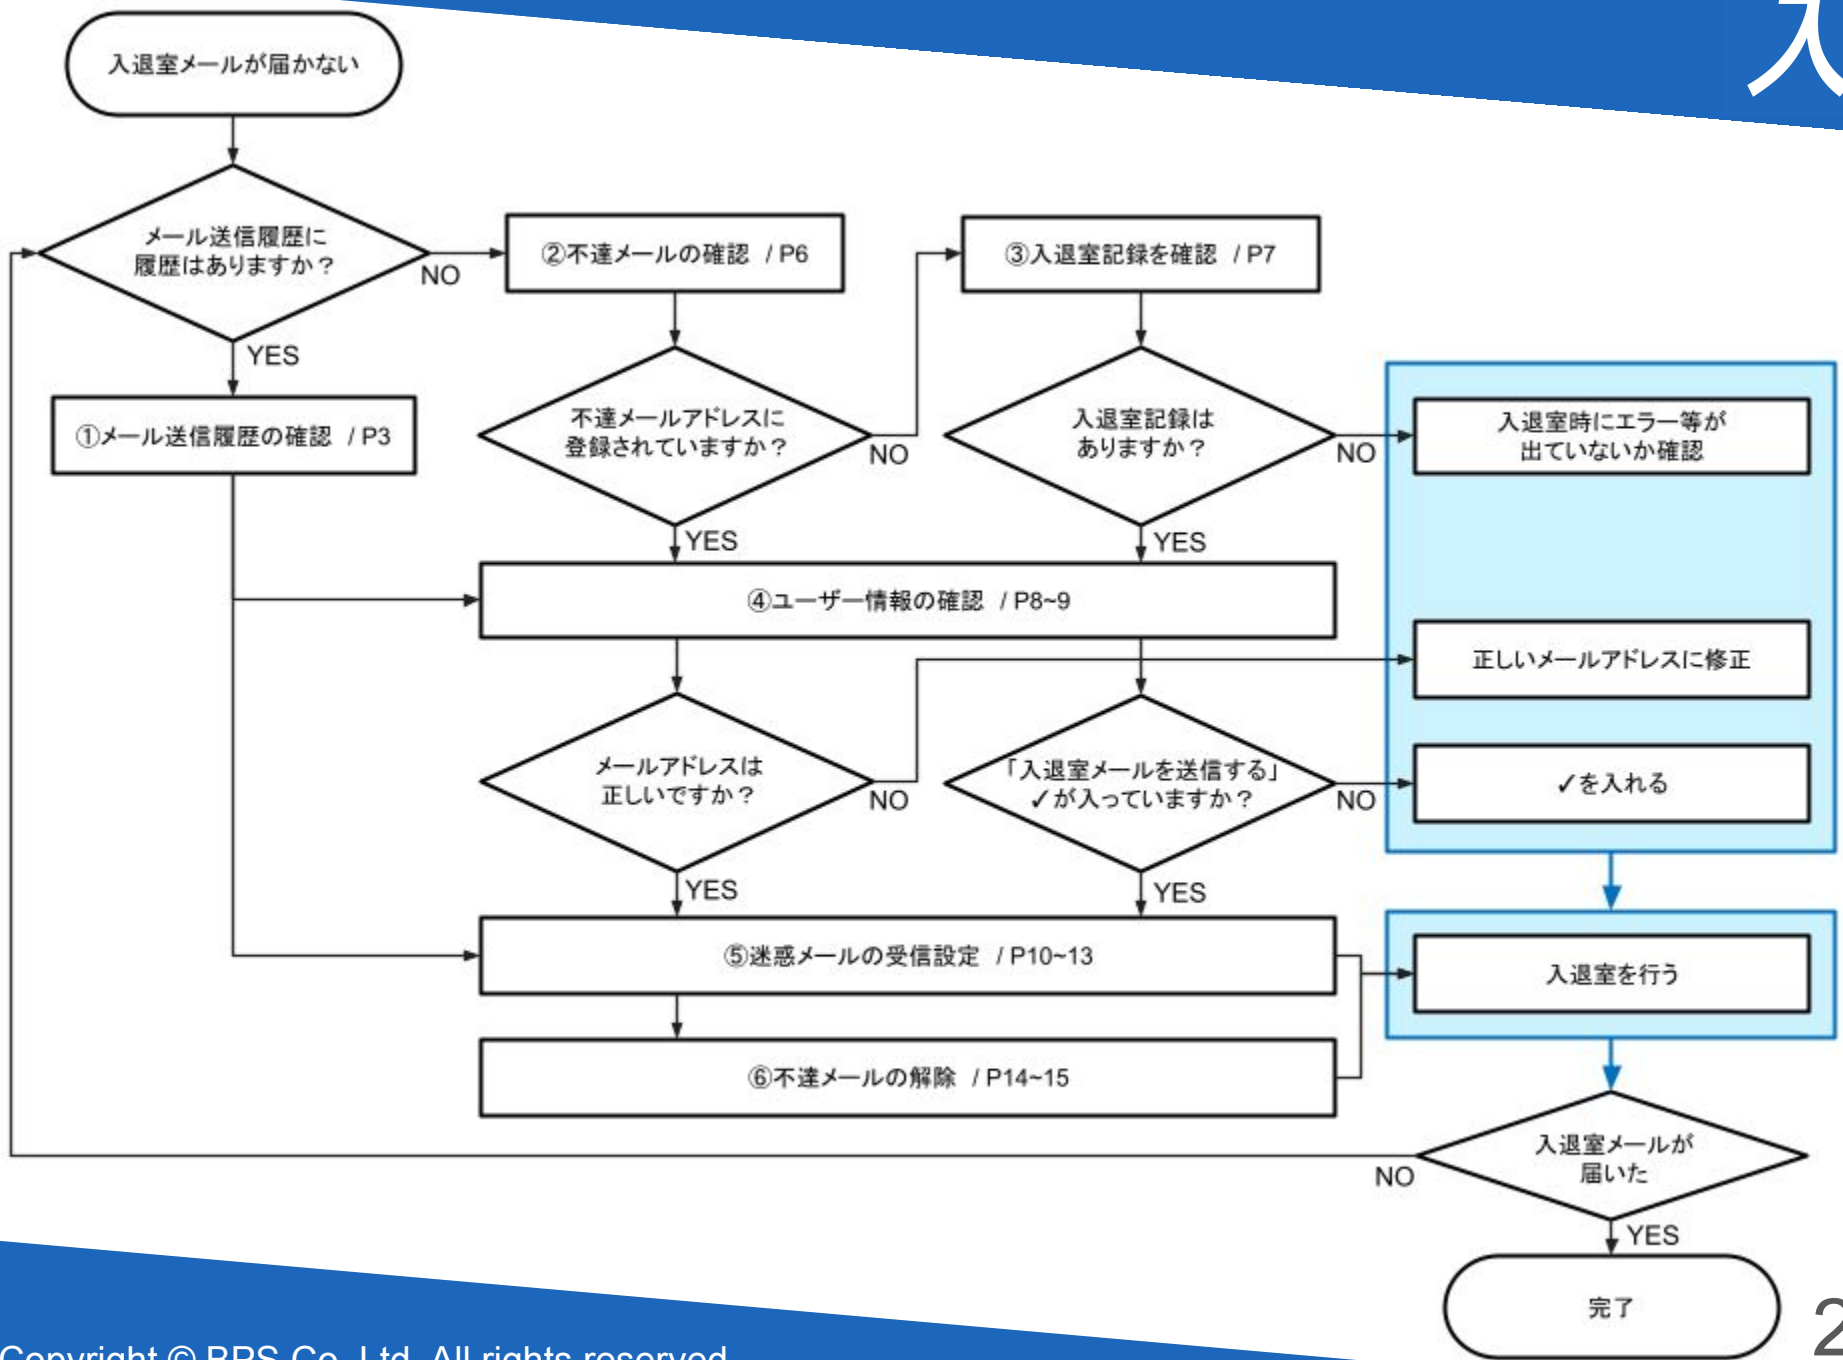 入
入退室メールが届かない
メール送信履歴に
履歴はありますか？
NO
YES
②不達メールの確認 / P6
③入退室記録を確認 / P7
①メール送信履歴の確認 / P3
不達メールアドレスに
登録されていますか？
NO
YES
入退室記録は
ありますか？
NO
YES
入退室時にエラー等が
出ていないか確認
④ユーザー情報の確認 / P8~9
正しいメールアドレスに修正
メールアドレスは
正しいですか？
NO
YES
「入退室メールを送信する」
✓が入っていますか？
NO
YES
✓を入れる
⑤迷惑メールの受信設定 / P10~13
入退室を行う
⑥不達メールの解除 / P14~15
入退室メールが
届いた
NO
YES
完了
2
Copyright © BPS Co.,Ltd. All rights reserved